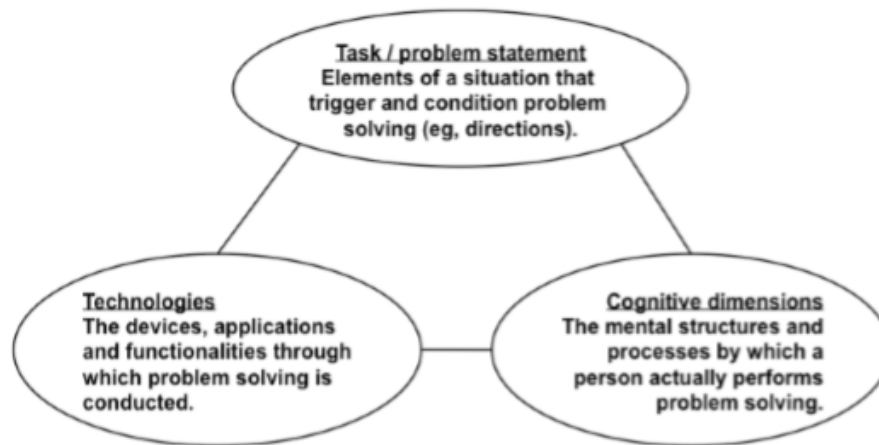 Task / problem statement
Elements of a situation that
trigger and condition problem
solving (eg, directions).
Technologies
The devices, applications
and functionalities through
which problem solving is
conducted.
Cognitive dimensions
The mental structures and
processes by which a
person actually performs
problem solving.